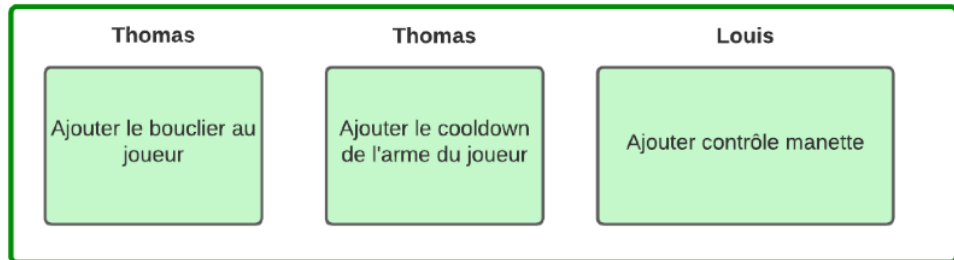 Thomas
Thomas
Louis
Ajouter le bouclier au
joueur
Ajouter le cooldown
de l'arme du joueur
Ajouter contrôle manette